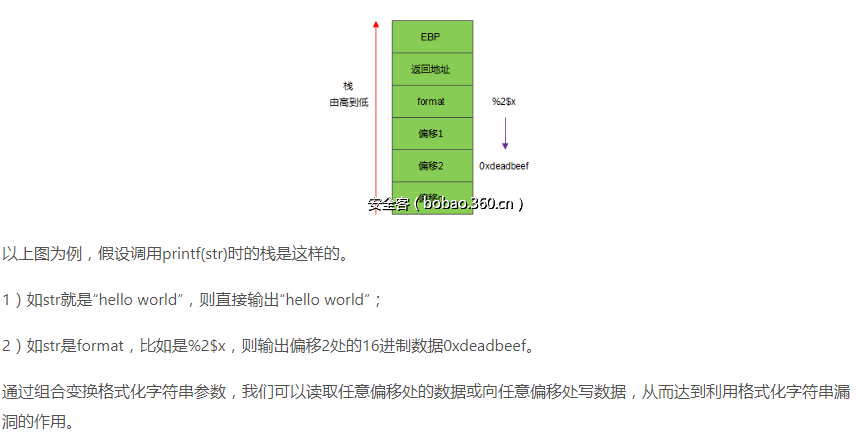 EBP
返回地址
栈
由高到低
format
%2$x
偏移1
偏移2
0xdeadbeef
安全客（bobao.360.cn）
以上图为例，假设调用printf(str)时的栈是这样的。
1）如str就是“hello world”，则直接输出“hello world”；
2）如str是format，比如是%2$x，则输出偏移2处的16进制数据0xdeadbeef。
通过组合变换格式化字符串参数，我们可以读取任意偏移处的数据或向任意偏移处写数据，从而达到利用格式化字符串漏
洞的作用。